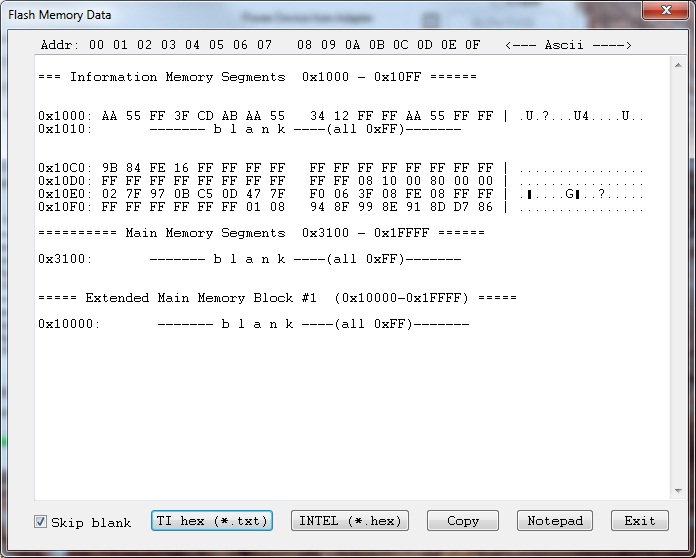 Flash Memory Data
Addr: 00 01 02 03 04 05 06 07 08 09 0A 0B 0C 0D 0E 0F <--- Ascii ---->
=== Information Memory Segments 0x1000 - 0x10FF ======
0x1000: AA 55 FF 3F CD AB AA 55 34 12 FF FF AA 55 FF FF | .U.?...U4....U..
0x1010: ------- b l a n k ----(all 0xFF)-------
0x10C0: 9B 84 FE 16 FF FF FF FF FF FF FF FF FF FF FF FF | ................
0x10D0: FF FF FF FF FF FF FF FF FF FF 08 10 00 80 00 00 | ................
0x10E0: 02 7F 97 0B C5 0D 47 7F F0 06 3F 08 FE 08 FF FF | .▮....G▮..?.....
0x10F0: FF FF FF FF FF FF 01 08 94 8F 99 8E 91 8D D7 86 | ................
========== Main Memory Segments 0x3100 - 0x1FFFF ======
0x3100: ------- b l a n k ----(all 0xFF)-------
===== Extended Main Memory Block #1 (0x10000-0x1FFFF) =====
0x10000: ------- b l a n k ----(all 0xFF)-------
Skip blank
TI hex (*.txt)
INTEL (*.hex)
Copy
Notepad
Exit